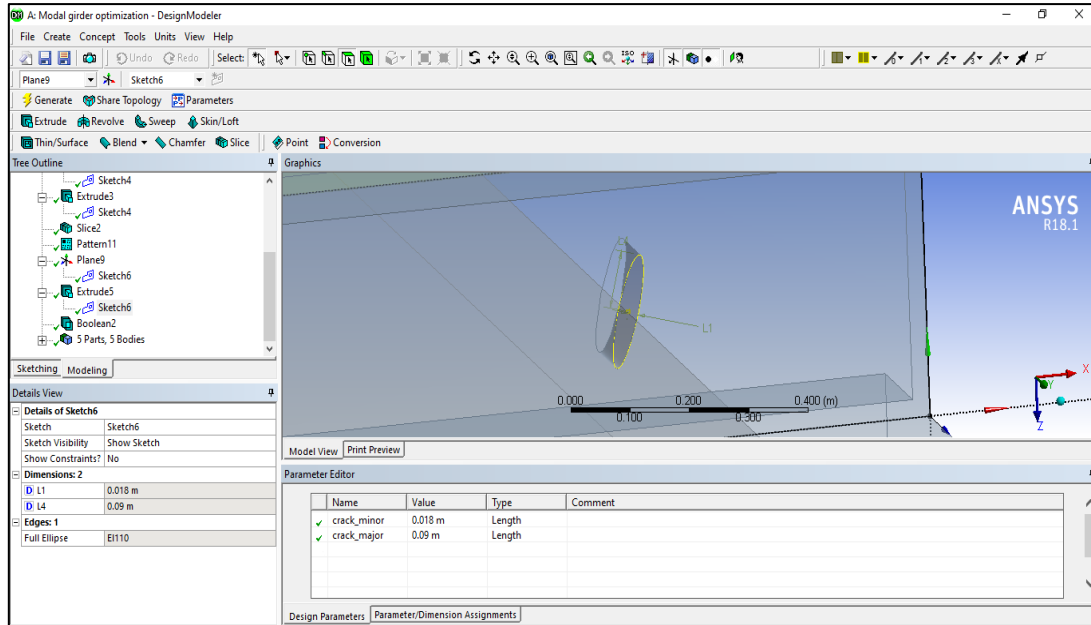 A: Modal girder optimization - DesignModeler
File Create Concept Tools Units View Help
Undo Redo Select: ISO
Plane9 Sketch6
Generate Share Topology Parameters
Extrude Revolve Sweep Skin/Loft
Thin/Surface Blend Chamfer Slice Point Conversion
Tree Outline
Sketch4
Extrude3
Sketch4
Slice2
Pattern11
Plane9
Sketch6
Extrude5
Sketch6
Boolean2
5 Parts, 5 Bodies
Sketching Modeling
Details View
Details of Sketch6
Sketch Sketch6
Sketch Visibility Show Sketch
Show Constraints? No
Dimensions: 2
D L1 0.018 m
D L4 0.09 m
Edges: 1
Full Ellipse El110
Graphics
ANSYS
R18.1
L1
0.000 0.200 0.400 (m)
0.100 0.300
X
Y
Z
Model View Print Preview
Parameter Editor
Name Value Type Comment
crack_minor 0.018 m Length
crack_major 0.09 m Length
Design Parameters Parameter/Dimension Assignments